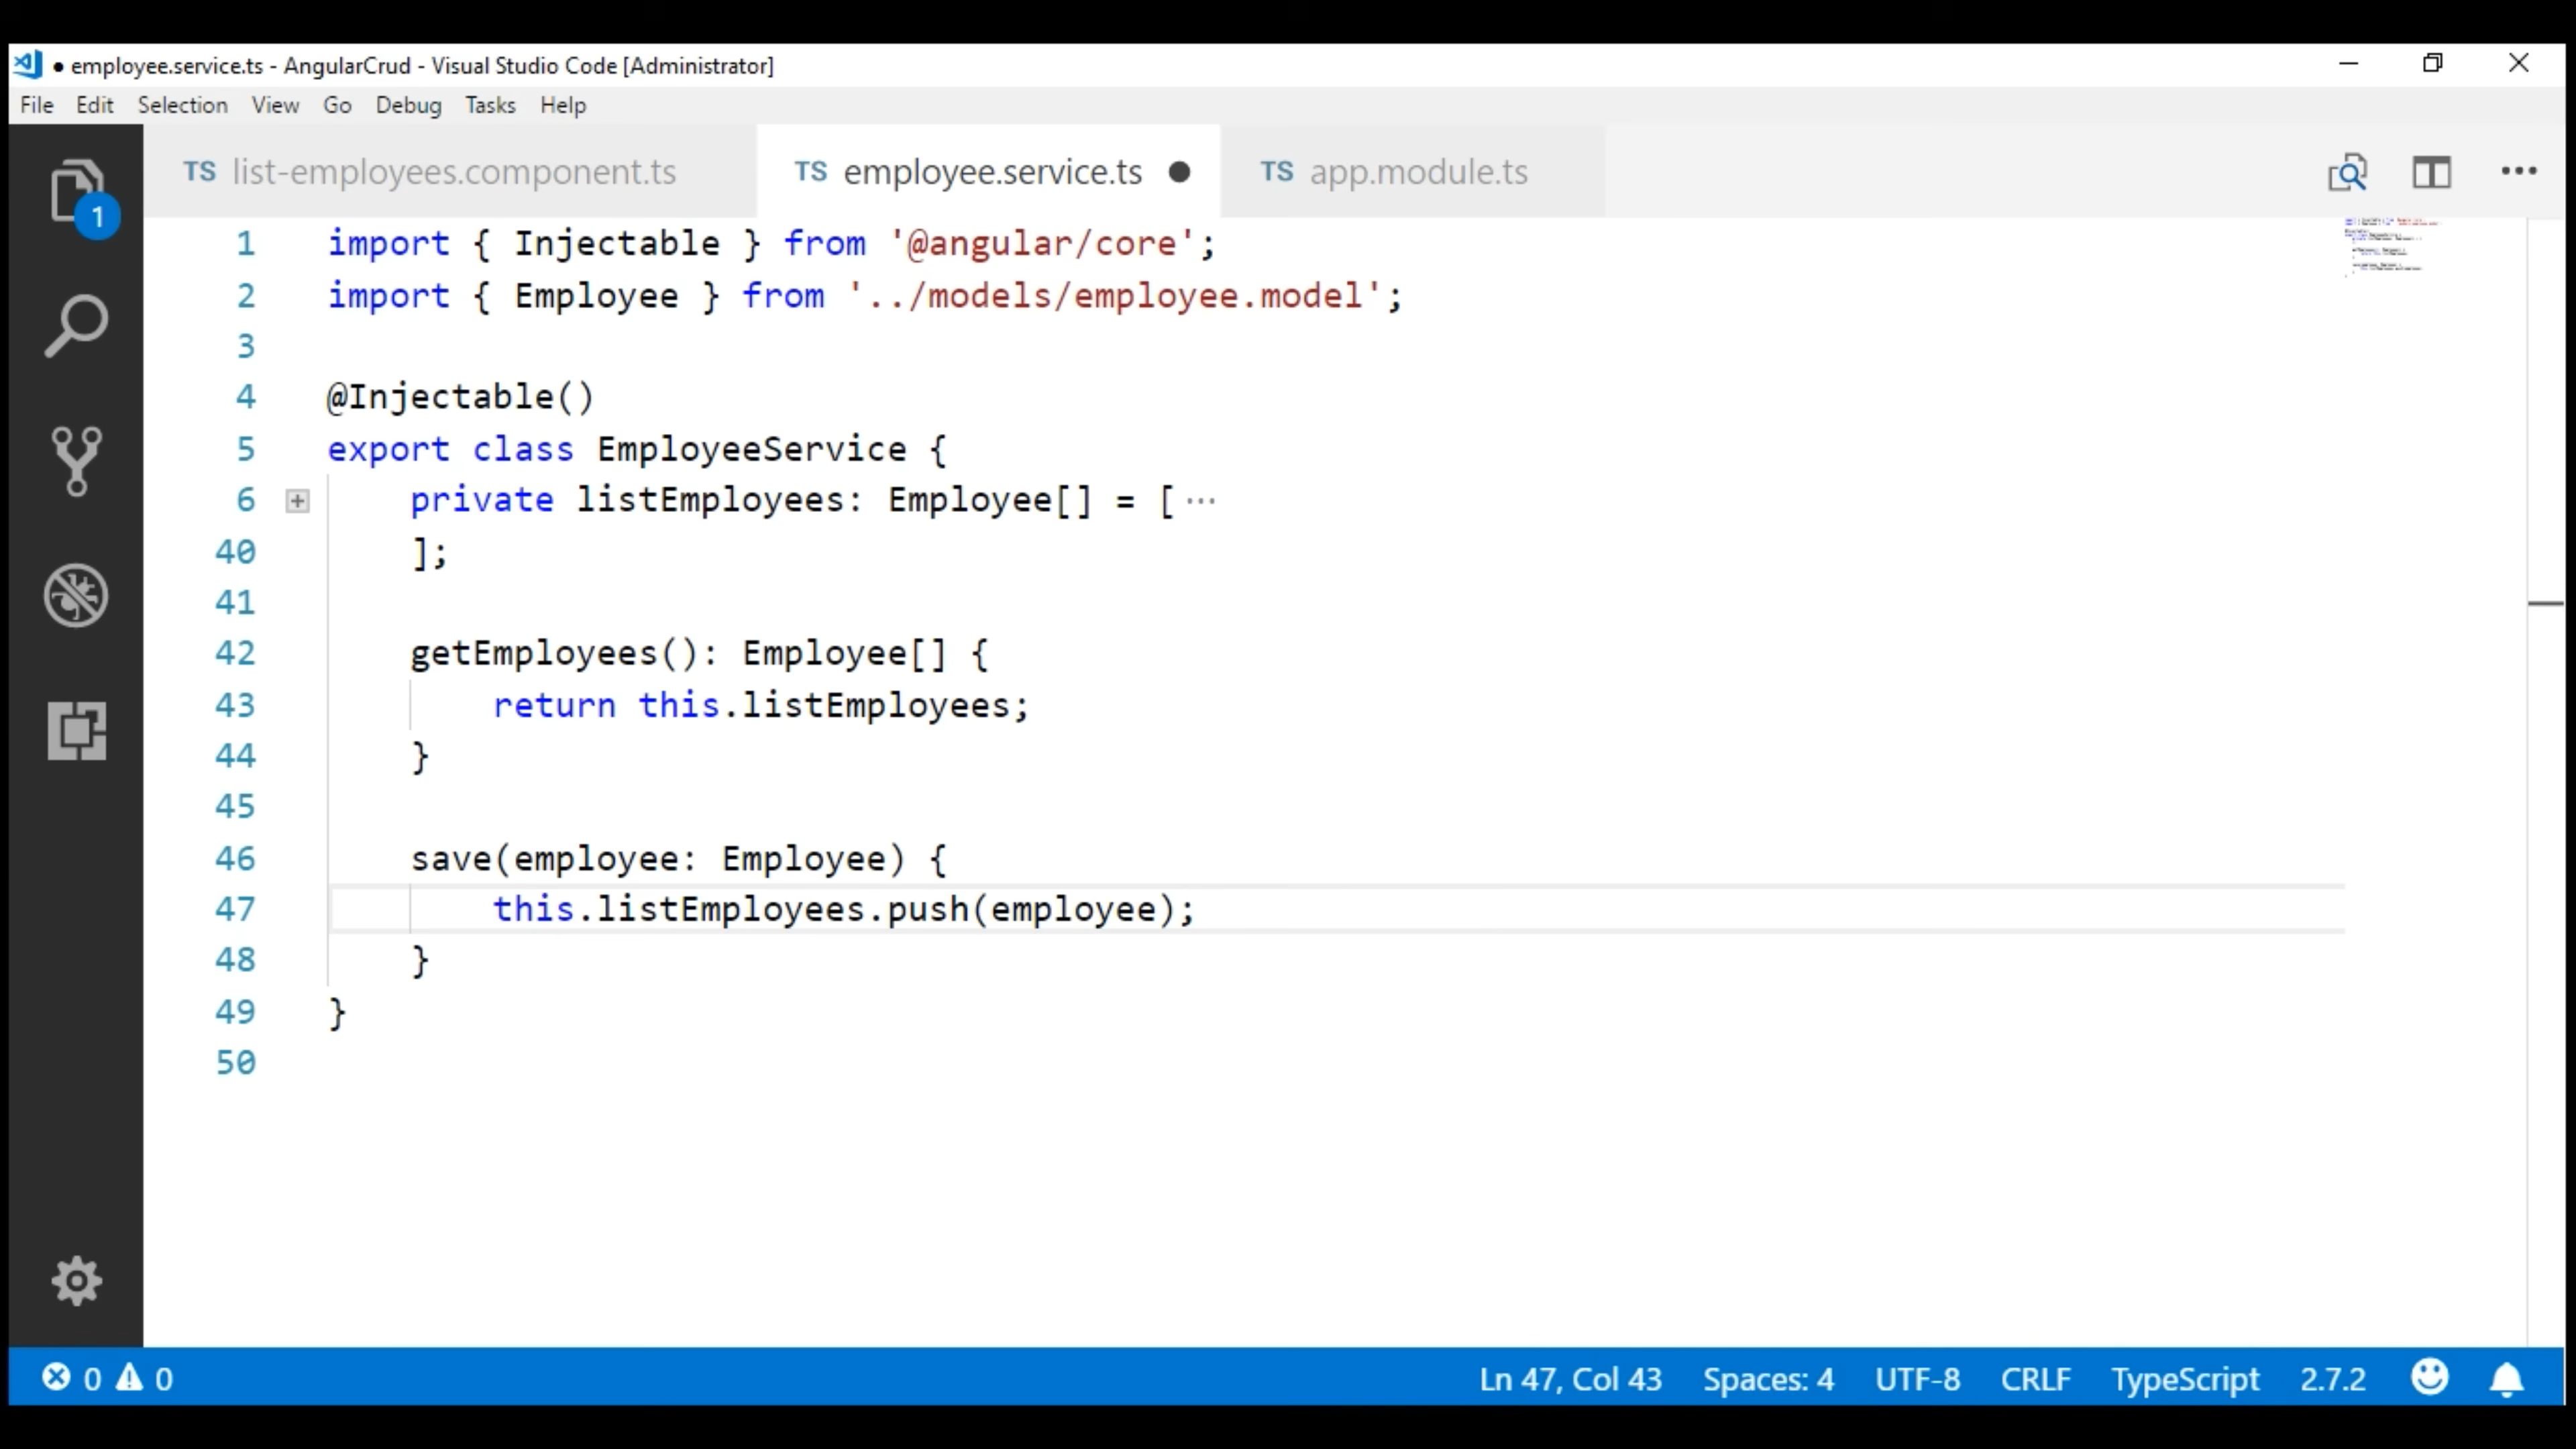 ● employee.service.ts - AngularCrud - Visual Studio Code [Administrator]
File Edit Selection View Go Debug Tasks Help
TS list-employees.component.ts TS employee.service.ts ● TS app.module.ts
1
1 import { Injectable } from '@angular/core';
2 import { Employee } from '../models/employee.model';
3
4 @Injectable()
5 export class EmployeeService {
6 private listEmployees: Employee[] = [ ···
40 ];
41
42 getEmployees(): Employee[] {
43 return this.listEmployees;
44 }
45
46 save(employee: Employee) {
47 this.listEmployees.push(employee);
48 }
49 }
50
0 0 Ln 47, Col 43 Spaces: 4 UTF-8 CRLF TypeScript 2.7.2